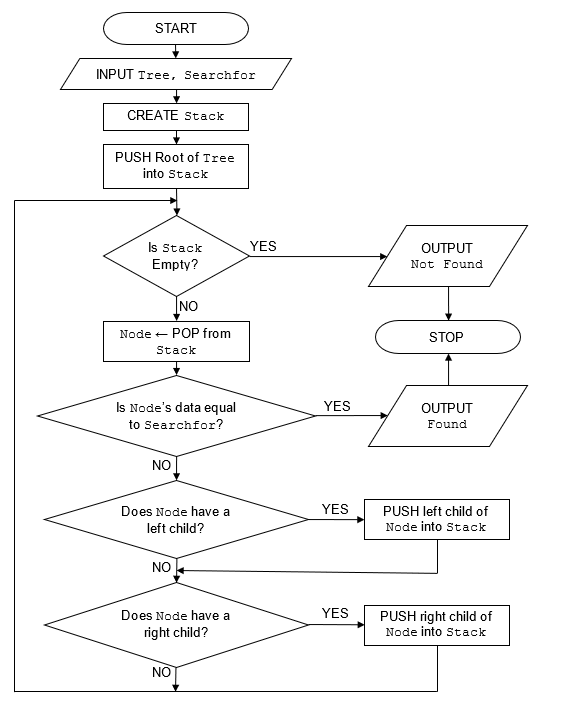 START
INPUT Tree, Searchfor
CREATE Stack
PUSH Root of Tree
into Stack
Is Stack
Empty?
YES
OUTPUT
Not Found
NO
STOP
Node ← POP from
Stack
Is Node's data equal
to Searchfor?
YES
OUTPUT
Found
NO
Does Node have a
left child?
YES
PUSH left child of
Node into Stack
NO
Does Node have a
right child?
YES
PUSH right child of
Node into Stack
NO